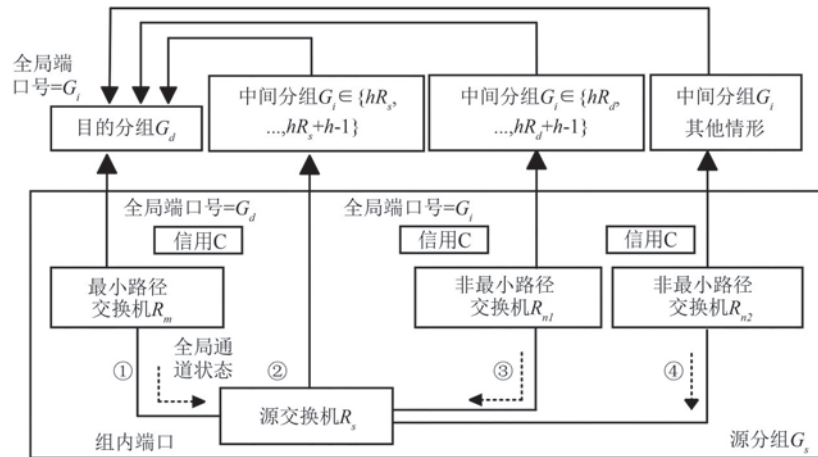 全局端
口号=Gi
目的分组Gd
中间分组Gi∈{hRs,
...,hRs+h-1}
中间分组Gi∈{hRd,
...,hRd+h-1}
中间分组Gi
其他情形
全局端口号=Gd
全局端口号=Gi
信用C
信用C
信用C
最小路径
交换机Rm
非最小路径
交换机Rn1
非最小路径
交换机Rn2
①
全局通
道状态
②
③
④
源交换机Rs
组内端口
源分组Gs